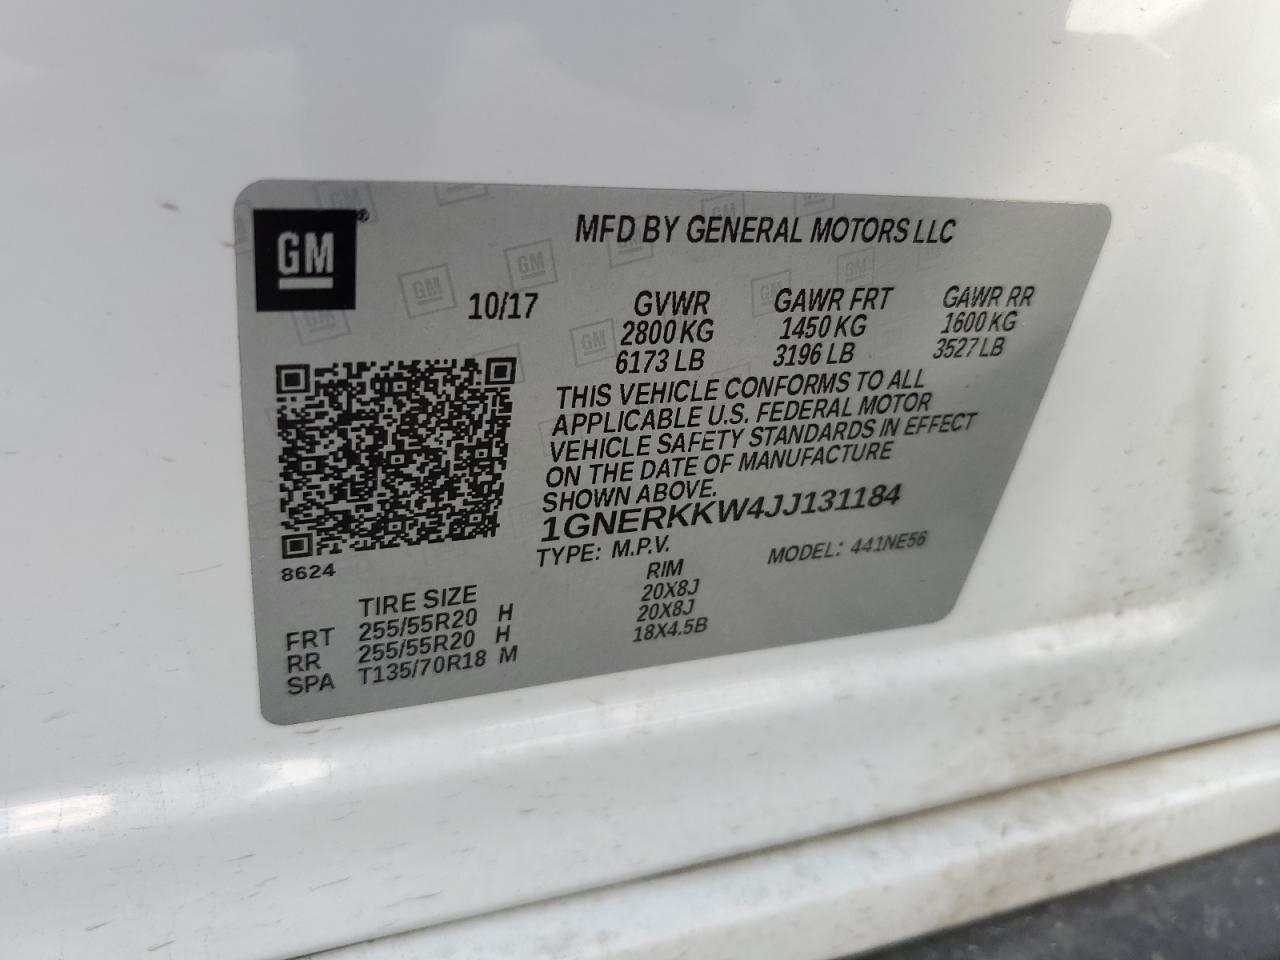 GM
MFD BY GENERAL MOTORS LLC
10/17 GVWR GAWR FRT GAWR RR
2800 KG 1450 KG 1600 KG
6173 LB 3196 LB 3527 LB
THIS VEHICLE CONFORMS TO ALL
APPLICABLE U.S. FEDERAL MOTOR
VEHICLE SAFETY STANDARDS IN EFFECT
ON THE DATE OF MANUFACTURE
SHOWN ABOVE.
1GNERKKW4JJ131184
TYPE: M.P.V. MODEL: 441NE56
8624
TIRE SIZE RIM
FRT 255/55R20 H 20X8J
RR 255/55R20 H 20X8J
SPA T135/70R18 M 18X4.5B